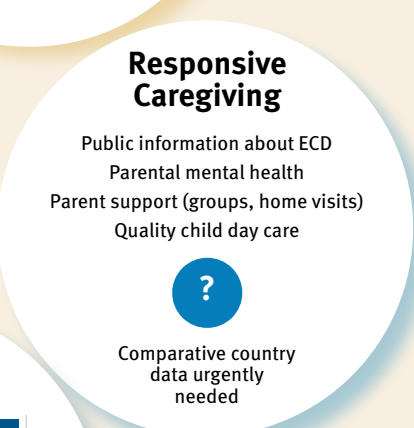 Responsive
Caregiving
Public information about ECD
Parental mental health
Parent support (groups, home visits)
Quality child day care
?
Comparative country
data urgently
needed